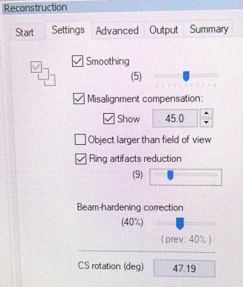 Reconstruction
Start Settings Advanced Output Summary
Smoothing
(5)
Misalignment compensation:
Show 45.0
Object larger than field of view
Ring artifacts reduction
(9)
Beam-hardening correction
(40%)
(prev: 40% )
CS rotation (deg) 47.19